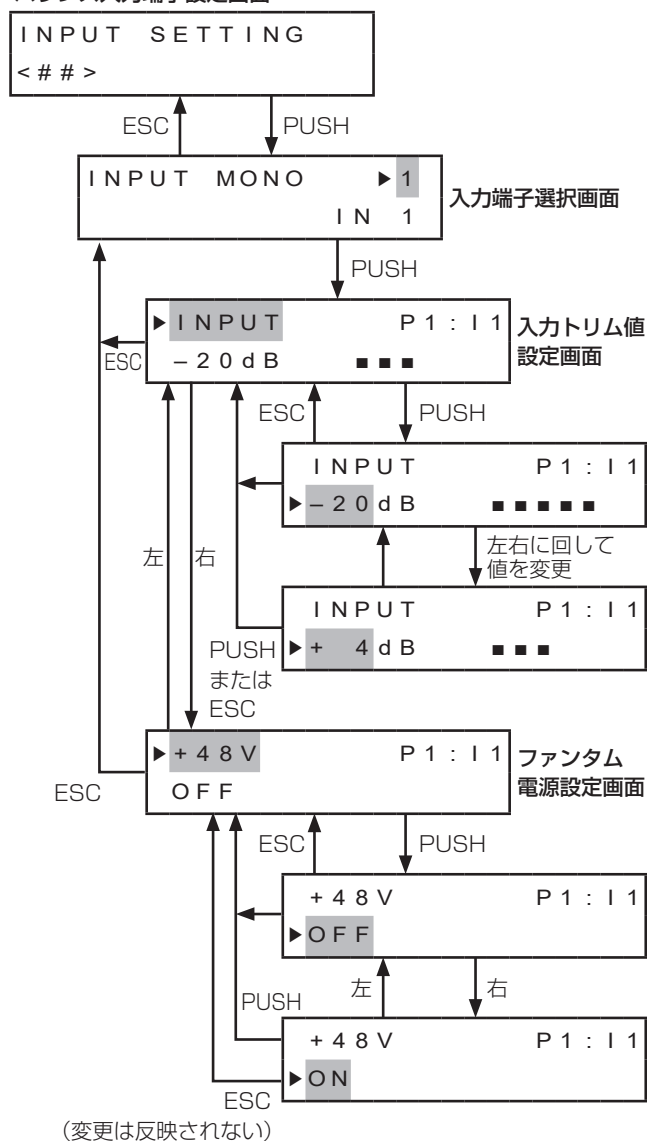 INPUT SETTING
<##>
ESC
PUSH
INPUT MONO ▶1
IN 1
入力端子選択画面
PUSH
▶INPUT P1:I1
−20dB ■■■
入力トリム値
設定画面
ESC
ESC
PUSH
INPUT P1:I1
▶−20dB ■■■■■
左
右
左右に回して
値を変更
INPUT P1:I1
▶+ 4dB ■■■
PUSH
または
ESC
▶+48V P1:I1
OFF
ファンタム
電源設定画面
ESC
ESC
PUSH
+48V P1:I1
▶OFF
左
右
PUSH
+48V P1:I1
▶ON
ESC
（変更は反映されない）